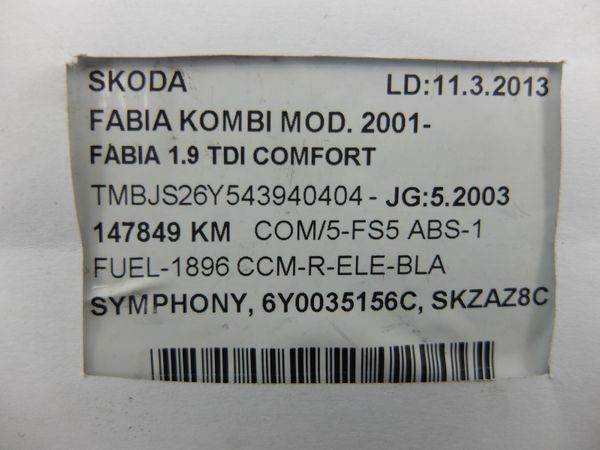 SKODA LD:11.3.2013
FABIA KOMBI MOD. 2001-
FABIA 1.9 TDI COMFORT
TMBJS26Y543940404 - JG:5.2003
147849 KM COM/5-FS5 ABS-1
FUEL-1896 CCM-R-ELE-BLA
SYMPHONY, 6Y0035156C, SKZAZ8C